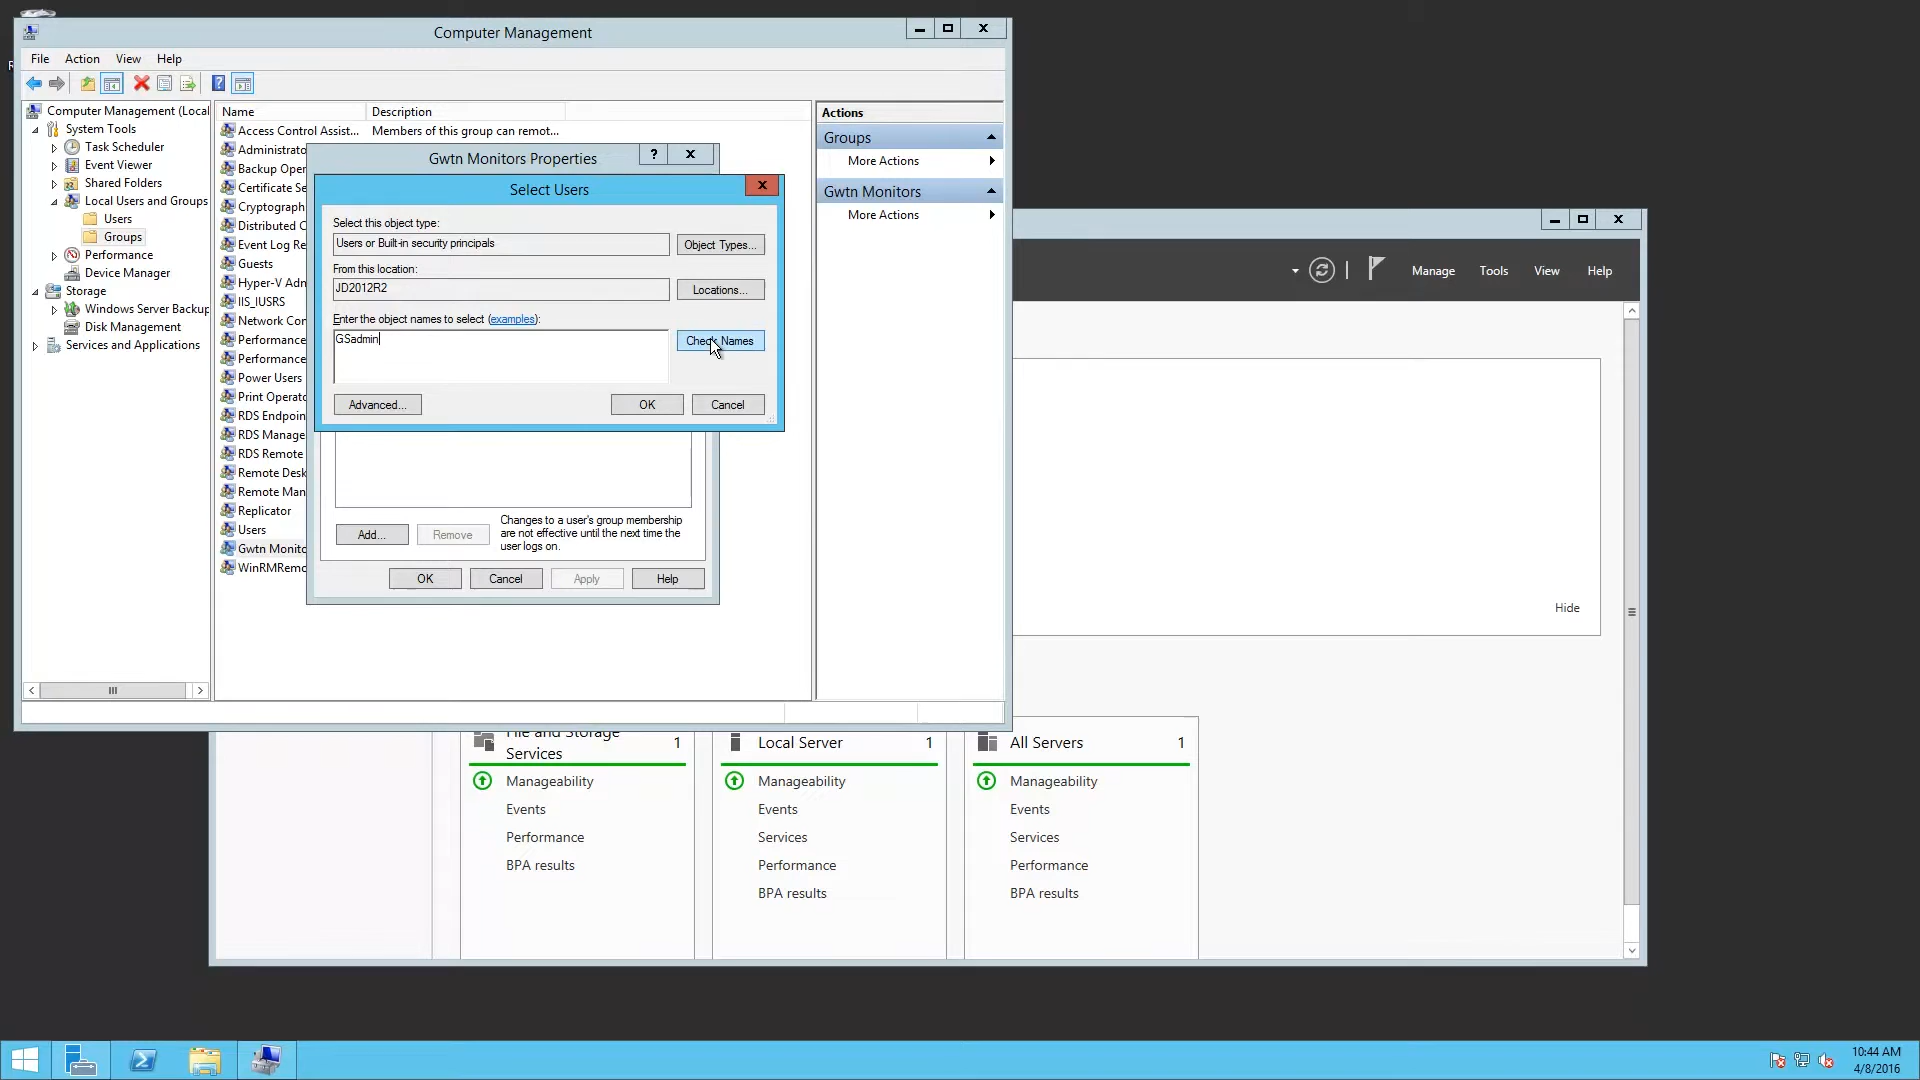 Computer Management
File Action View Help
Computer Management (Local
System Tools
Task Scheduler
Event Viewer
Shared Folders
Local Users and Groups
Users
Groups
Performance
Device Manager
Storage
Windows Server Backup
Disk Management
Services and Applications
Name Description
Access Control Assist... Members of this group can remot...
Administrato
Backup Oper
Certificate Se
Cryptograph
Distributed C
Event Log Re
Guests
Hyper-V Adn
IIS_IUSRS
Network Cor
Performance
Performance
Power Users
Print Operato
RDS Endpoin
RDS Manage
RDS Remote
Remote Desk
Remote Man
Replicator
Users
Gwtn Monito
WinRMRemo
Actions
Groups
More Actions
Gwtn Monitors
More Actions
Gwtn Monitors Properties
?
Select Users
Select this object type:
Users or Built-in security principals
Object Types...
From this location:
JD2012R2
Locations...
Enter the object names to select (examples):
GSadmin
Check Names
Advanced... OK Cancel
Add... Remove
Changes to a user's group membership
are not effective until the next time the
user logs on.
OK Cancel Apply Help
Manage Tools View Help
Hide
File and Storage
Services 1
Manageability
Events
Performance
BPA results
Local Server 1
Manageability
Events
Services
Performance
BPA results
All Servers 1
Manageability
Events
Services
Performance
BPA results
10:44 AM
4/8/2016